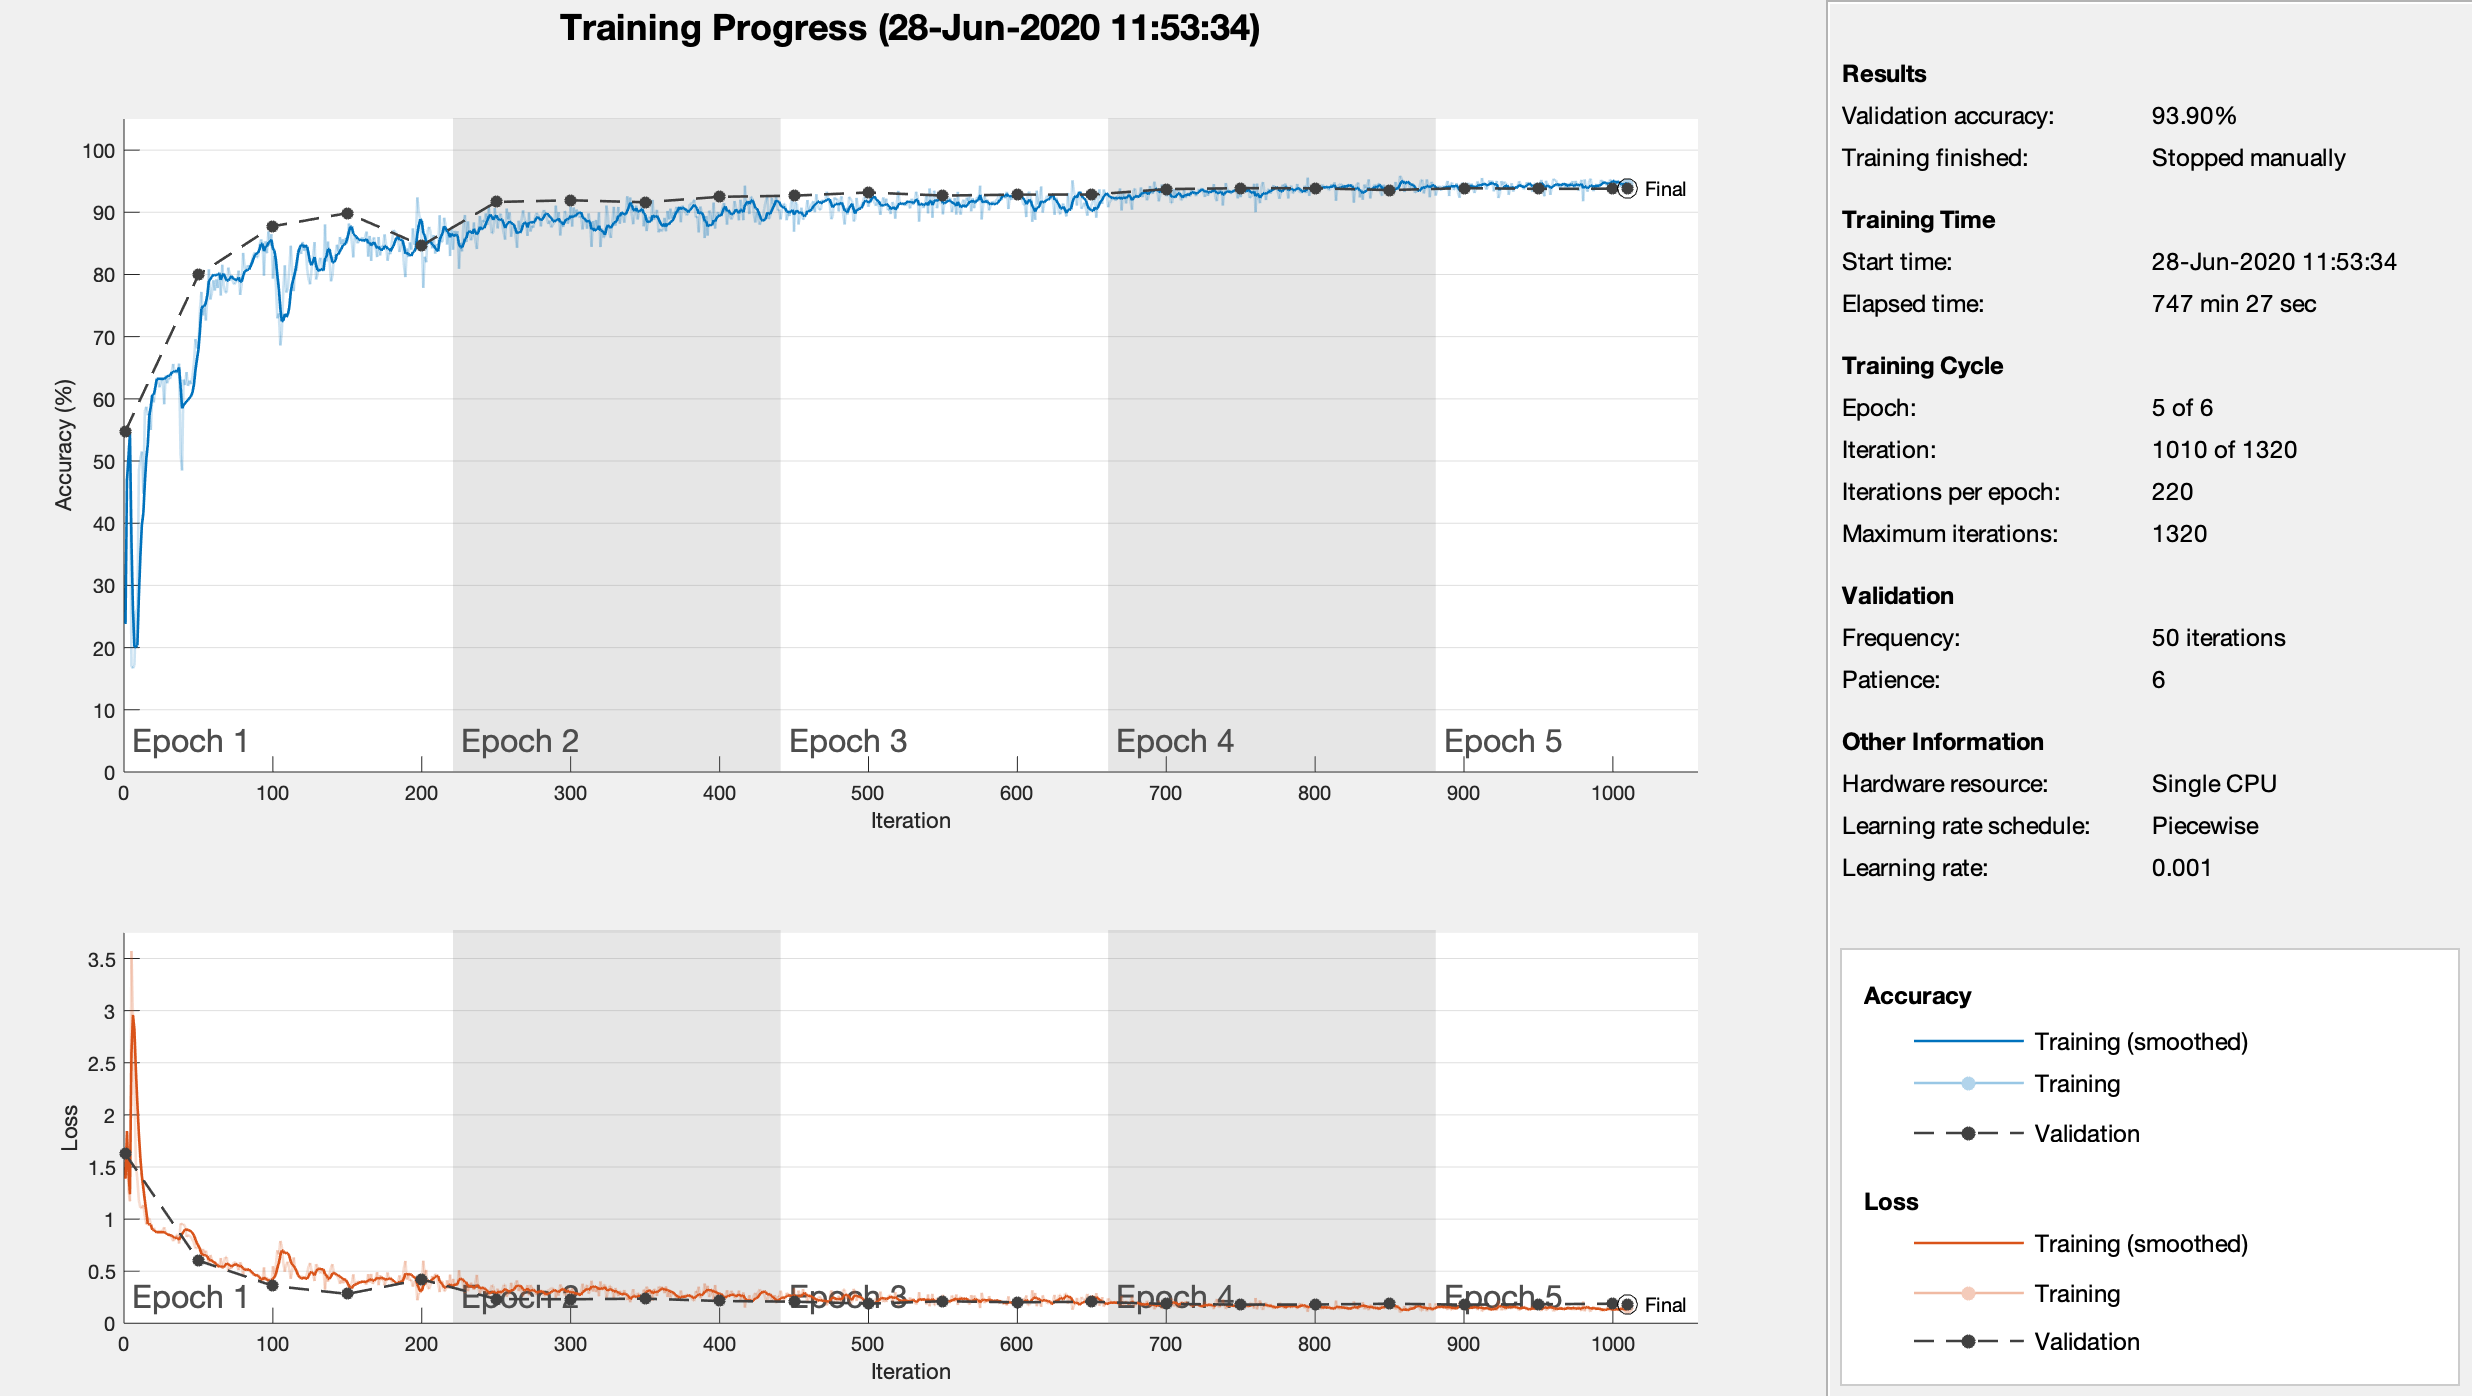 Training Progress (28-Jun-2020 11:53:34)
100
90
80
70
60
50
40
30
20
10
0
Accuracy (%)
Final
Epoch 1 Epoch 2 Epoch 3 Epoch 4 Epoch 5
0 100 200 300 400 500 600 700 800 900 1000
Iteration
3.5
3
2.5
2
1.5
1
0.5
0
Loss
Epoch 1 Epoch 2 Epoch 3 Epoch 4 Epoch 5
Final
0 100 200 300 400 500 600 700 800 900 1000
Iteration
Results
Validation accuracy: 93.90%
Training finished: Stopped manually
Training Time
Start time: 28-Jun-2020 11:53:34
Elapsed time: 747 min 27 sec
Training Cycle
Epoch: 5 of 6
Iteration: 1010 of 1320
Iterations per epoch: 220
Maximum iterations: 1320
Validation
Frequency: 50 iterations
Patience: 6
Other Information
Hardware resource: Single CPU
Learning rate schedule: Piecewise
Learning rate: 0.001
Accuracy
Training (smoothed)
Training
Validation
Loss
Training (smoothed)
Training
Validation